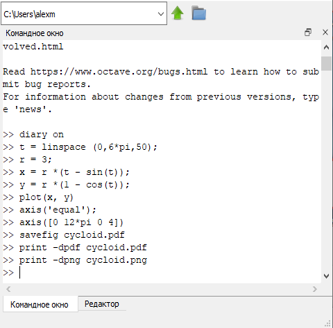 C:\Users\alexm
Командное окно
volved.html
Read https://www.octave.org/bugs.html to learn how to sub
mit bug reports.
For information about changes from previous versions, typ
e 'news'.
>> diary on
>> t = linspace (0,6*pi,50);
>> r = 3;
>> x = r *(t - sin(t));
>> y = r *(1 - cos(t));
>> plot(x, y)
>> axis('equal');
>> axis([0 12*pi 0 4])
>> savefig cycloid.pdf
>> print -dpdf cycloid.pdf
>> print -dpng cycloid.png
>>
Командное окно
Редактор